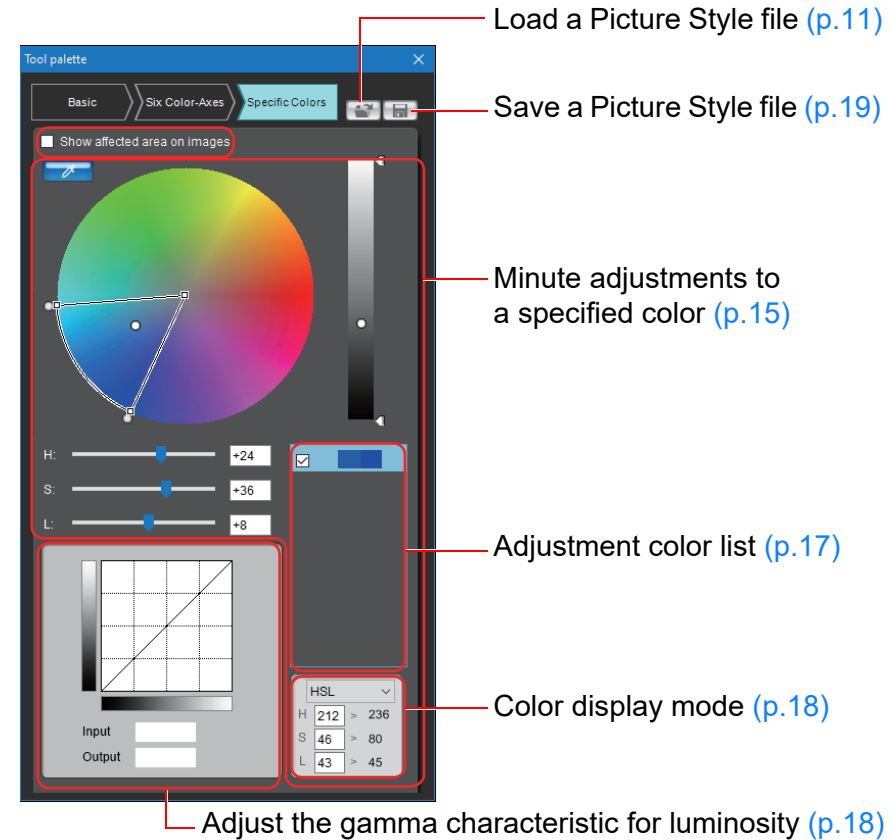 Load a Picture Style file (p.11)
Tool palette
Basic
Six Color-Axes
Specific Colors
Save a Picture Style file (p.19)
Show affected area on images
Minute adjustments to
a specified color (p.15)
H: +24
S: +36
L: +8
Adjustment color list (p.17)
HSL
H 212 > 236
S 46 > 80
L 43 > 45
Color display mode (p.18)
Input
Output
Adjust the gamma characteristic for luminosity (p.18)